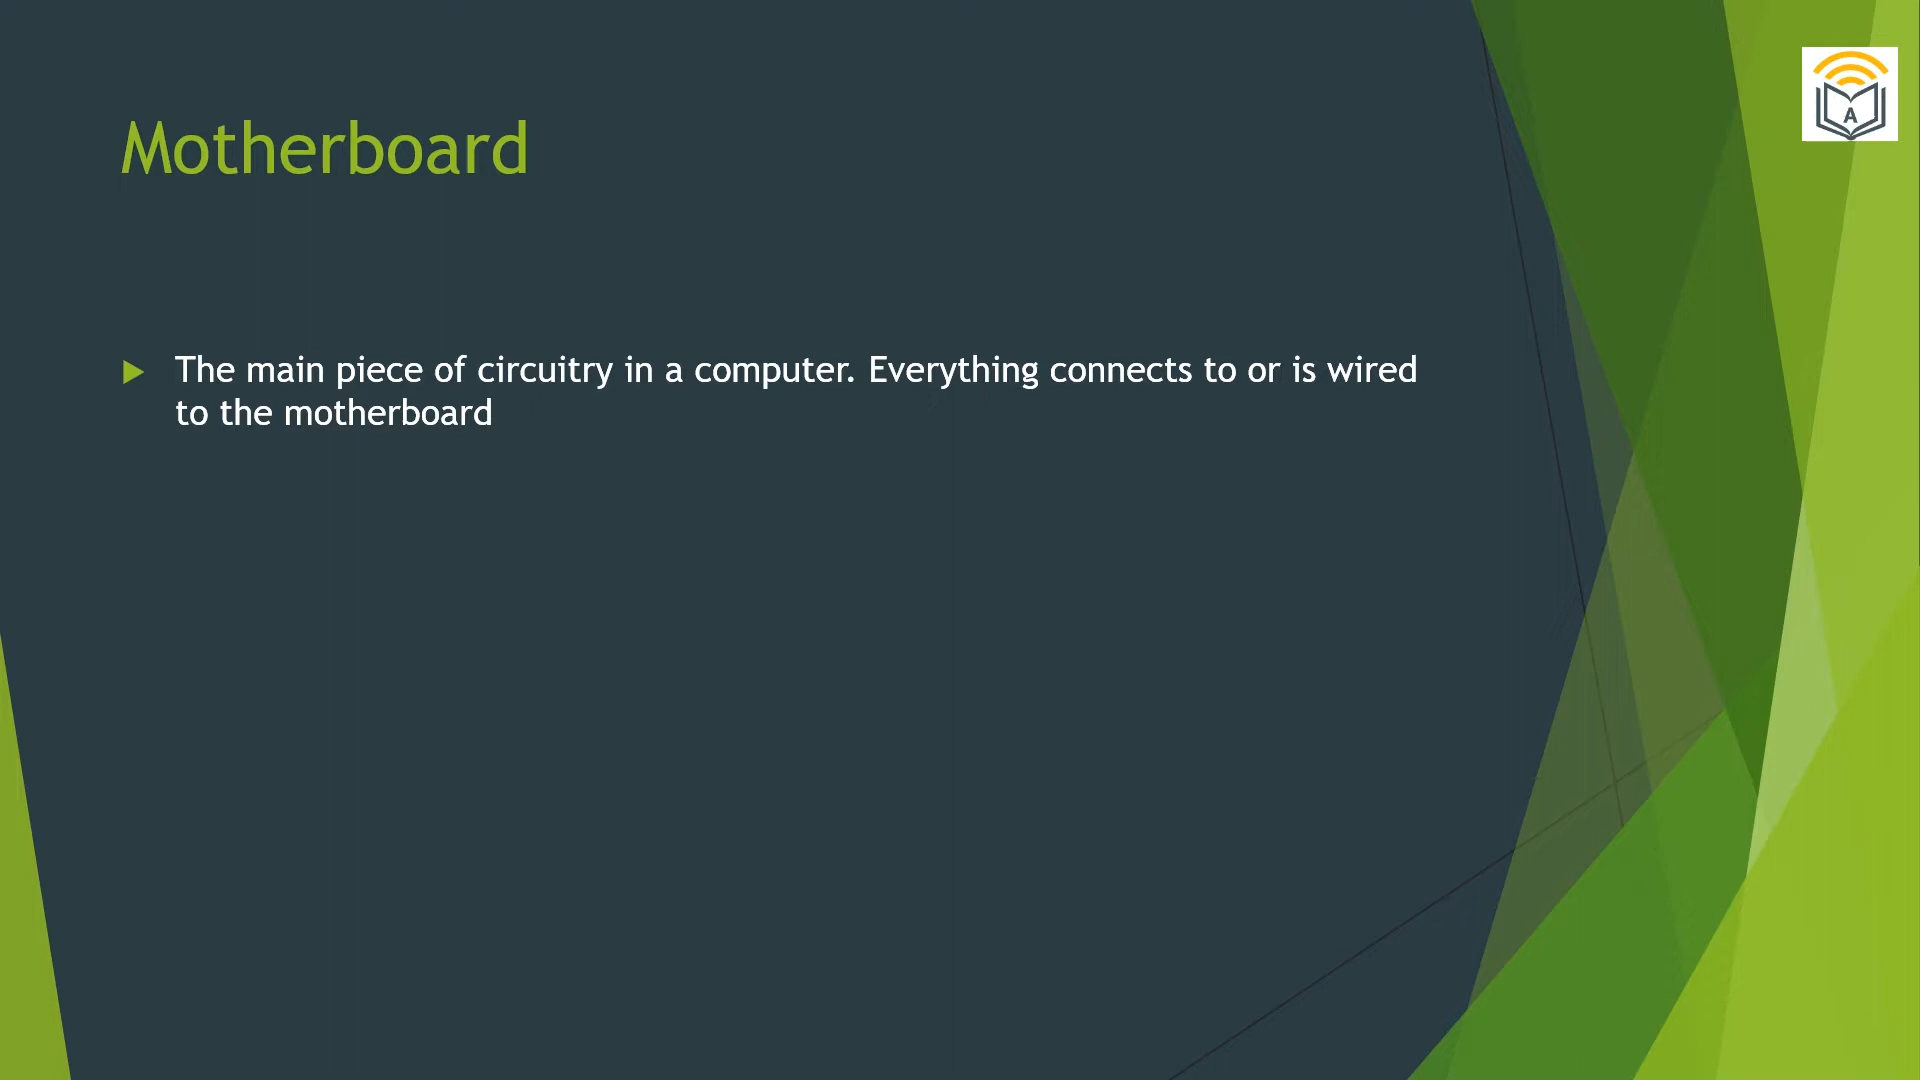 Motherboard
The main piece of circuitry in a computer. Everything connects to or is wired
to the motherboard
A